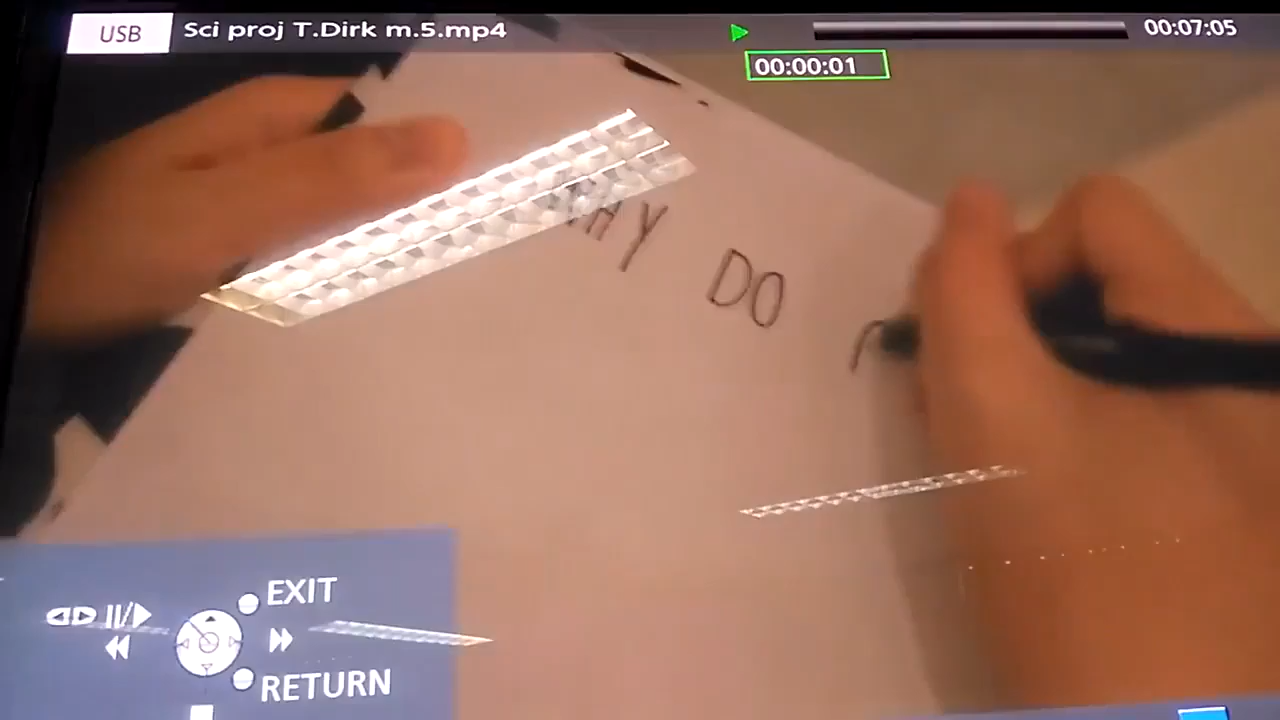 USB
Sci proj T.Dirk m.5.mp4
00:07:05
00:00:01
DO
EXIT
RETURN